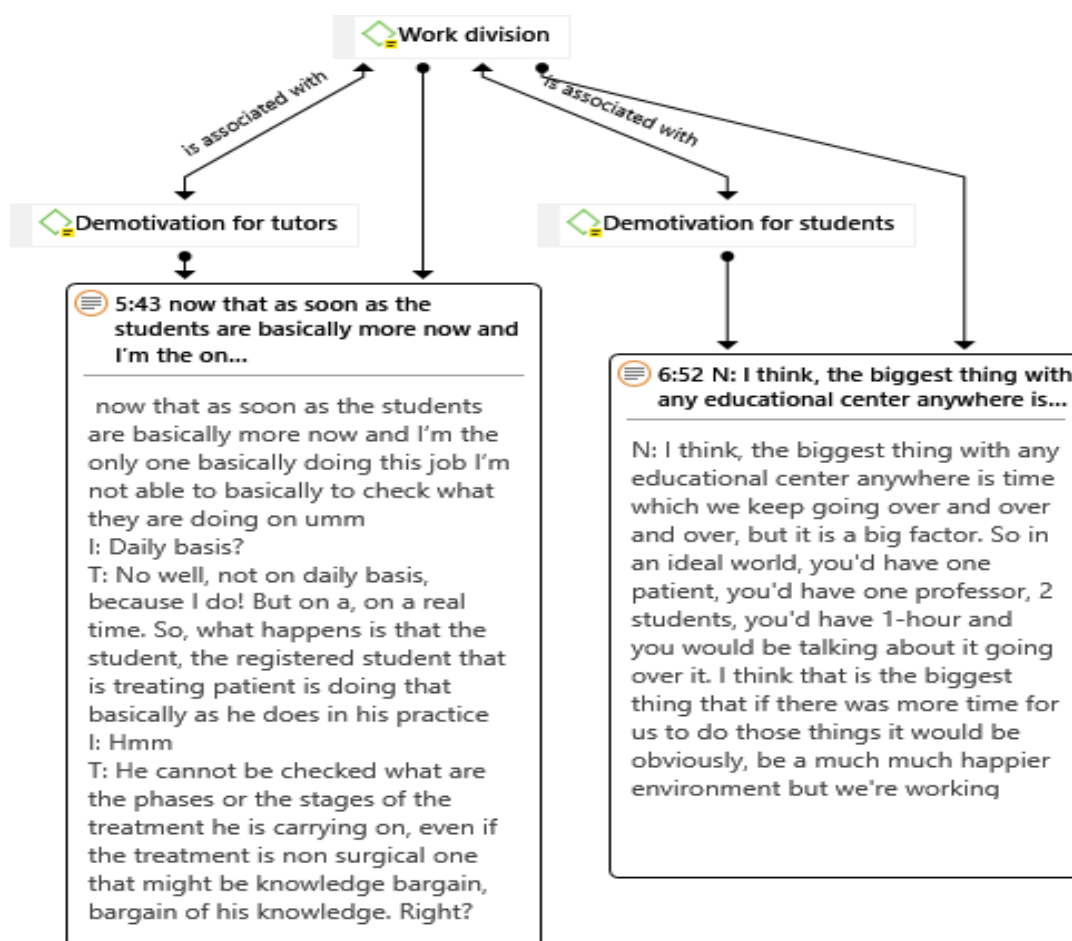 Work division
is associated with
is associated with
Demotivation for tutors
Demotivation for students
5:43 now that as soon as the
students are basically more now and
I'm the on...
now that as soon as the students
are basically more now and I'm the
only one basically doing this job I'm
not able to basically to check what
they are doing on umm
I: Daily basis?
T: No well, not on daily basis,
because I do! But on a, on a real
time. So, what happens is that the
student, the registered student that
is treating patient is doing that
basically as he does in his practice
I: Hmm
T: He cannot be checked what are
the phases or the stages of the
treatment he is carrying on, even if
the treatment is non surgical one
that might be knowledge bargain,
bargain of his knowledge. Right?
6:52 N: I think, the biggest thing with
any educational center anywhere is...
N: I think, the biggest thing with any
educational center anywhere is time
which we keep going over and over
and over, but it is a big factor. So in
an ideal world, you'd have one
patient, you'd have one professor, 2
students, you'd have 1-hour and
you would be talking about it going
over it. I think that is the biggest
thing that if there was more time for
us to do those things it would be
obviously, be a much much happier
environment but we're working